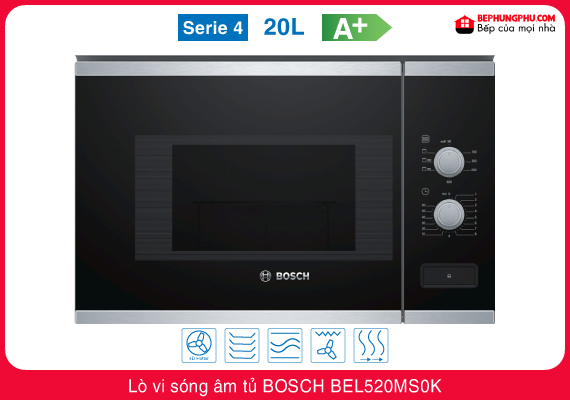 Serie 4 20L A+
BEPHUNGPHU.COM
Bếp của mọi nhà
BOSCH
Lò vi sóng âm tủ BOSCH BEL520MS0K